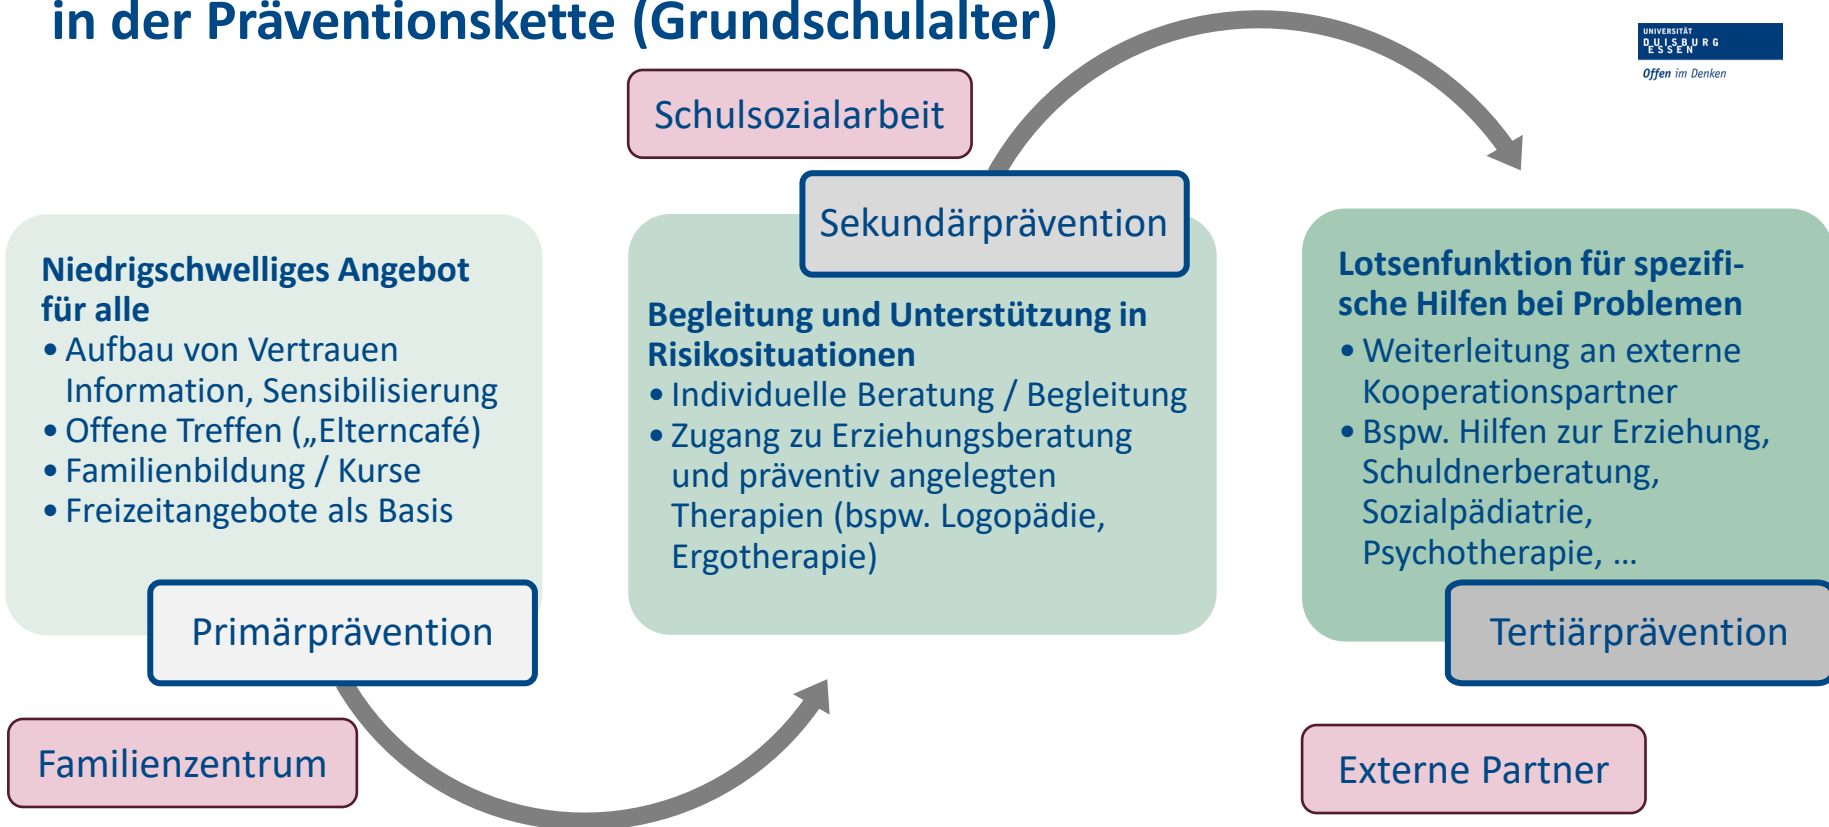 in der Präventionskette (Grundschulalter)
UNIVERSITÄT
DUISBURG
ESSEN
Offen im Denken
Schulsozialarbeit
Sekundärprävention
Niedrigschwelliges Angebot
für alle
• Aufbau von Vertrauen
Information, Sensibilisierung
• Offene Treffen („Elterncafé)
• Familienbildung / Kurse
• Freizeitangebote als Basis
Primärprävention
Familienzentrum
Begleitung und Unterstützung in
Risikosituationen
• Individuelle Beratung / Begleitung
• Zugang zu Erziehungsberatung
und präventiv angelegten
Therapien (bspw. Logopädie,
Ergotherapie)
Lotsenfunktion für spezifi-
sche Hilfen bei Problemen
• Weiterleitung an externe
Kooperationspartner
• Bspw. Hilfen zur Erziehung,
Schuldnerberatung,
Sozialpädiatrie,
Psychotherapie, …
Tertiärprävention
Externe Partner